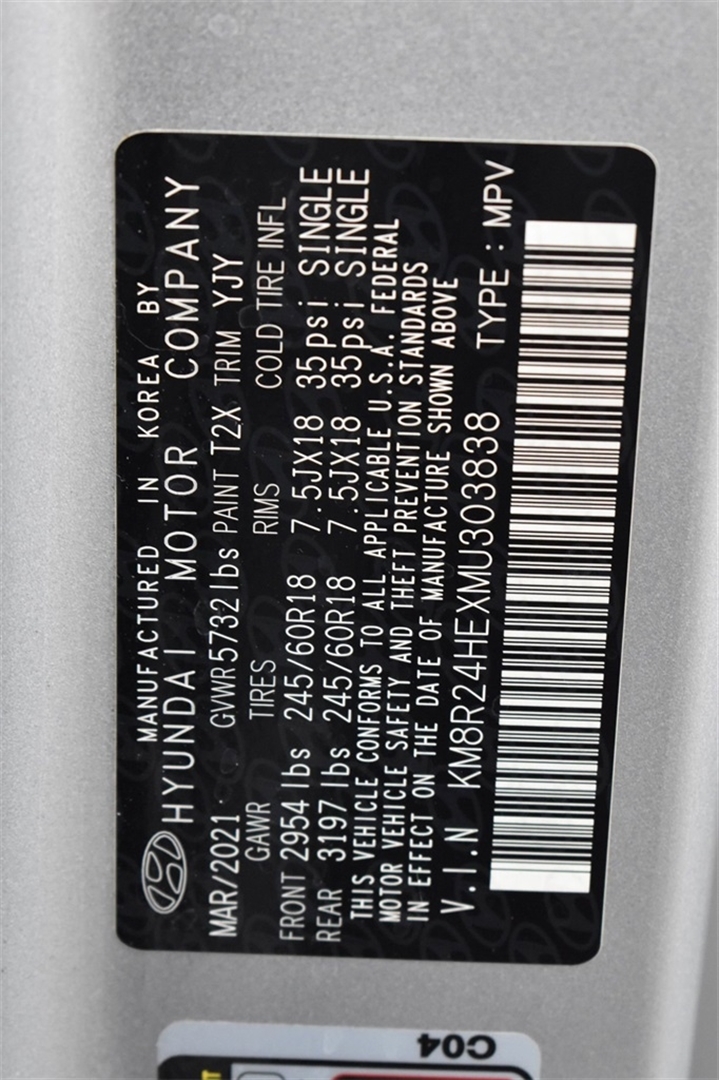 MANUFACTURED IN KOREA BY
HYUNDAI MOTOR COMPANY
MAR/2021 GVWR 5732lbs PAINT T2X TRIM YJY
GAWR TIRES RIMS COLD TIRE INFL
FRONT 2954 lbs 245/60R18 7.5JX18 35psi SINGLE
REAR 3197 lbs 245/60R18 7.5JX18 35psi SINGLE
THIS VEHICLE CONFORMS TO ALL APPLICABLE U.S.A. FEDERAL
MOTOR VEHICLE SAFETY AND THEFT PREVENTION STANDARDS
IN EFFECT ON THE DATE OF MANUFACTURE SHOWN ABOVE
V.I.N KM8R24HEXMU303838 TYPE : MPV
C04